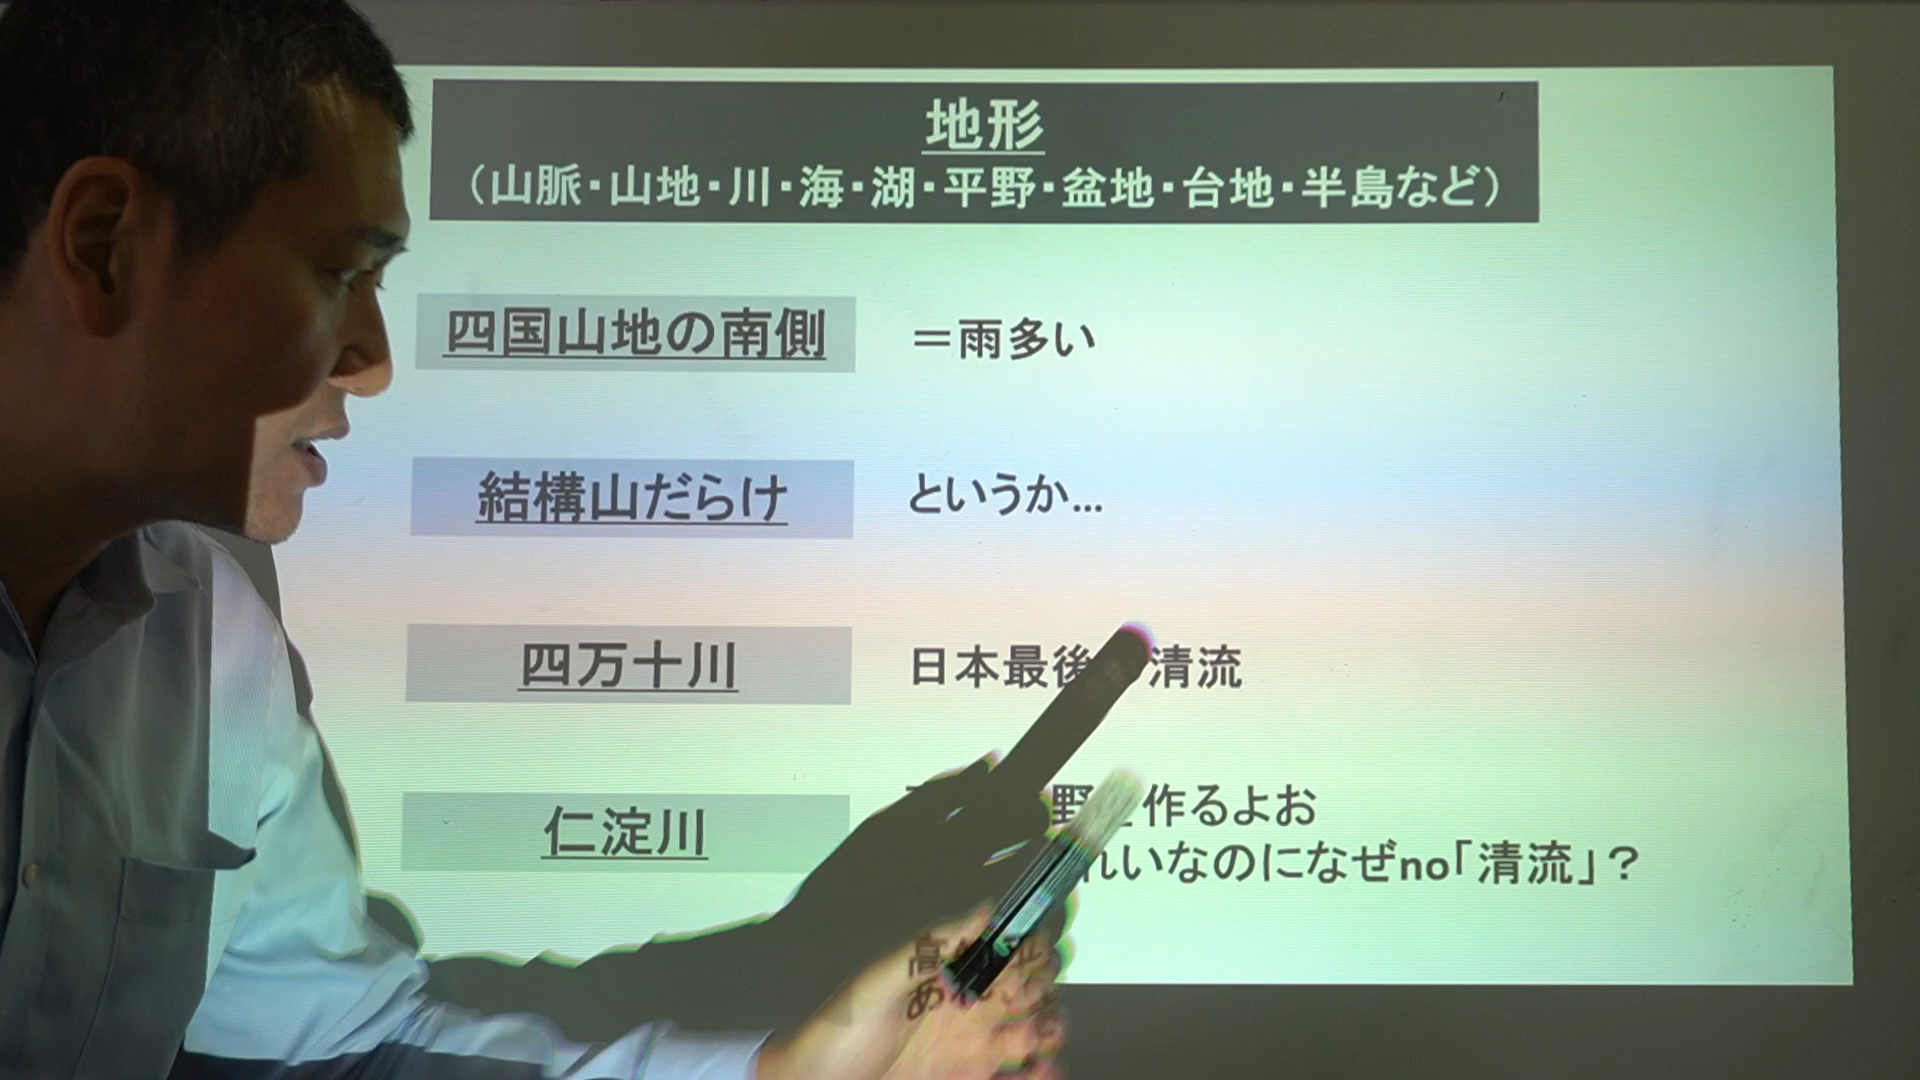 地形
（山脈・山地・川・海・湖・平野・盆地・台地・半島など）
四国山地の南側 ＝雨多い
結構山だらけ というか…
四万十川 日本最後 清流
仁淀川
野 作るよお
れいなのになぜno「清流」？